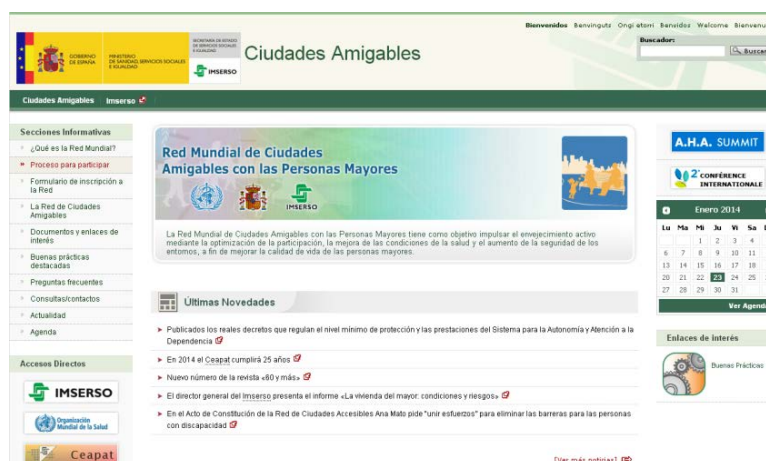 Bienvenidos Benvinguts Ongi etorri Benvidos Welcome Bienvenu
GOBIERNO DE ESPAÑA
MINISTERIO DE SANIDAD, SERVICIOS SOCIALES E IGUALDAD
SECRETARÍA DE ESTADO DE SERVICIOS SOCIALES E IGUALDAD
IMSERSO
Ciudades Amigables
Buscador:
Buscar
Ciudades Amigables Imserso
Secciones Informativas
¿Qué es la Red Mundial?
Proceso para participar
Formulario de inscripción a
la Red
La Red de Ciudades
Amigables
Documentos y enlaces de
interés
Buenas prácticas
destacadas
Preguntas frecuentes
Consultas/contactos
Actualidad
Agenda
Accesos Directos
IMSERSO
Organización
Mundial de la Salud
Ceapat
Red Mundial de Ciudades
Amigables con las Personas Mayores
IMSERSO
La Red Mundial de Ciudades Amigables con las Personas Mayores tiene como objetivo impulsar el envejecimiento activo
mediante la optimización de la participación, la mejora de las condiciones de la salud y el aumento de la seguridad de los
entornos, a fin de mejorar la calidad de vida de las personas mayores.
Últimas Novedades
Publicados los reales decretos que regulan el nivel mínimo de protección y las prestaciones del Sistema para la Autonomía y Atención a la
Dependencia
En 2014 el Ceapat cumplirá 25 años
Nuevo número de la revista «60 y más»
El director general del Imserso presenta el informe «La vivienda del mayor: condiciones y riesgos»
En el Acto de Constitución de la Red de Ciudades Accesibles Ana Mato pide "unir esfuerzos" para eliminar las barreras para las personas
con discapacidad
[Ver más noticias]
A.H.A. SUMMIT
2e CONFÉRENCE
INTERNATIONALE
Enero 2014
Lu Ma Mi Ju Vi Sa
1 2 3 4
6 7 8 9 10 11
13 14 15 16 17 18
20 21 22 23 24 25
27 28 29 30 31
Ver Agenda
Enlaces de interés
Buenas Prácticas